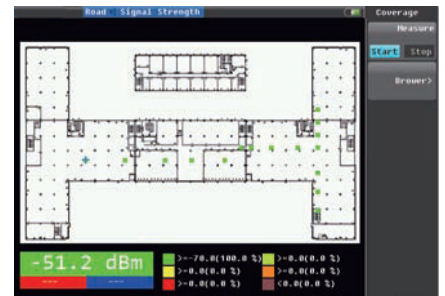 Road Signal Strength
Coverage
Measure
Start Stop
Brower>
-51.2 dBm
--- ---
>=-70.0(100.0 %) >-0.0(0.0 %)
>-0.0(0.0 %) >-0.0(0.0 %)
>-0.0(0.0 %) <0.0(0.0 %)